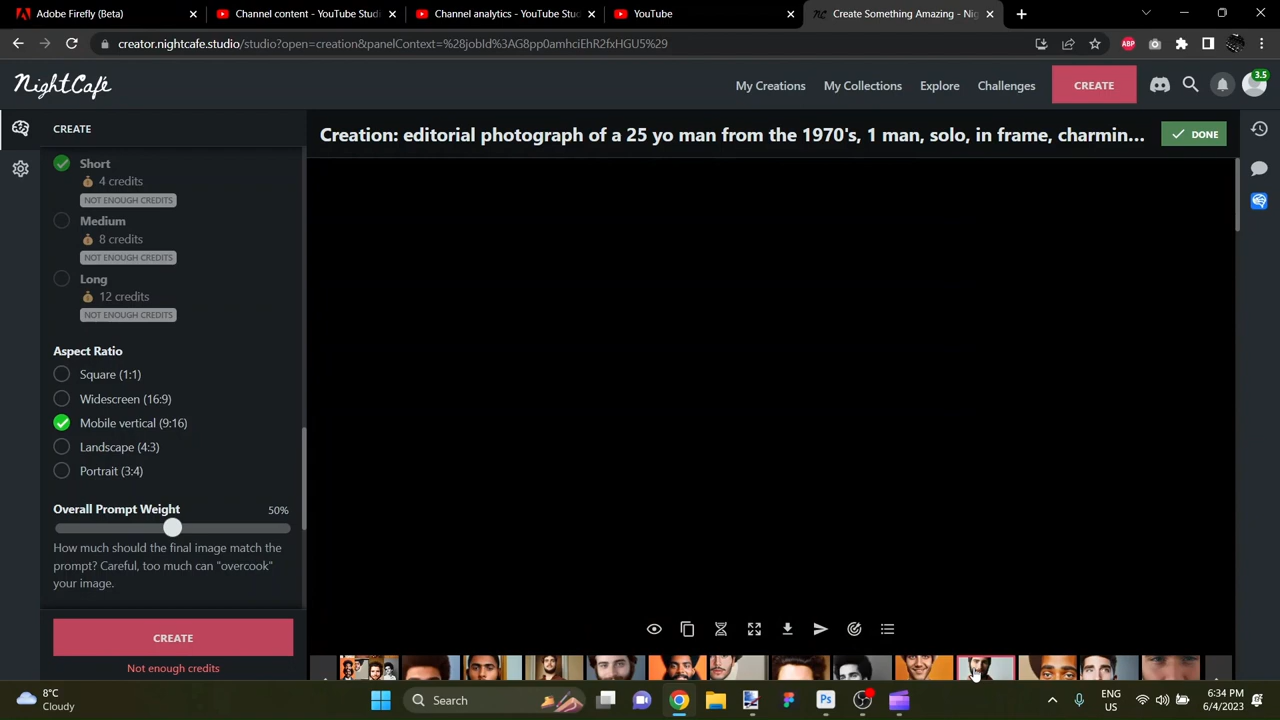 Adobe Firefly (Beta)
Channel content - YouTube Studi
Channel analytics - YouTube Stu
YouTube
Create Something Amazing - Nig
creator.nightcafe.studio/studio?open=creation&panelContext=%28jobId%3AG8pp0amhciEhR2fxHGU5%29
ABP
NightCafé
My Creations
My Collections
Explore
Challenges
CREATE
3.5
CREATE
Creation: editorial photograph of a 25 yo man from the 1970's, 1 man, solo, in frame, charmin...
DONE
Short
4 credits
NOT ENOUGH CREDITS
Medium
8 credits
NOT ENOUGH CREDITS
Long
12 credits
NOT ENOUGH CREDITS
Aspect Ratio
Square (1:1)
Widescreen (16:9)
Mobile vertical (9:16)
Landscape (4:3)
Portrait (3:4)
Overall Prompt Weight
50%
How much should the final image match the
prompt? Careful, too much can "overcook"
your image.
CREATE
Not enough credits
8°C
Cloudy
Search
Ps
ENG
US
6:34 PM
6/4/2023